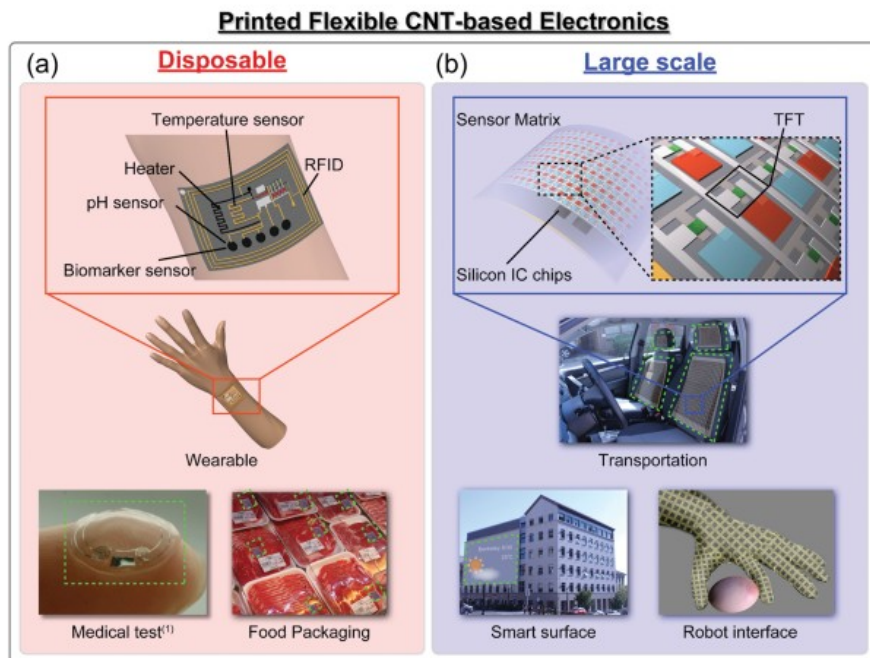 Printed Flexible CNT-based Electronics
(a)
Disposable
Temperature sensor
Heater
RFID
pH sensor
Biomarker sensor
Wearable
Medical test(1)
Food Packaging
(b)
Large scale
Sensor Matrix
TFT
Silicon IC chips
Transportation
Smart surface
Robot interface